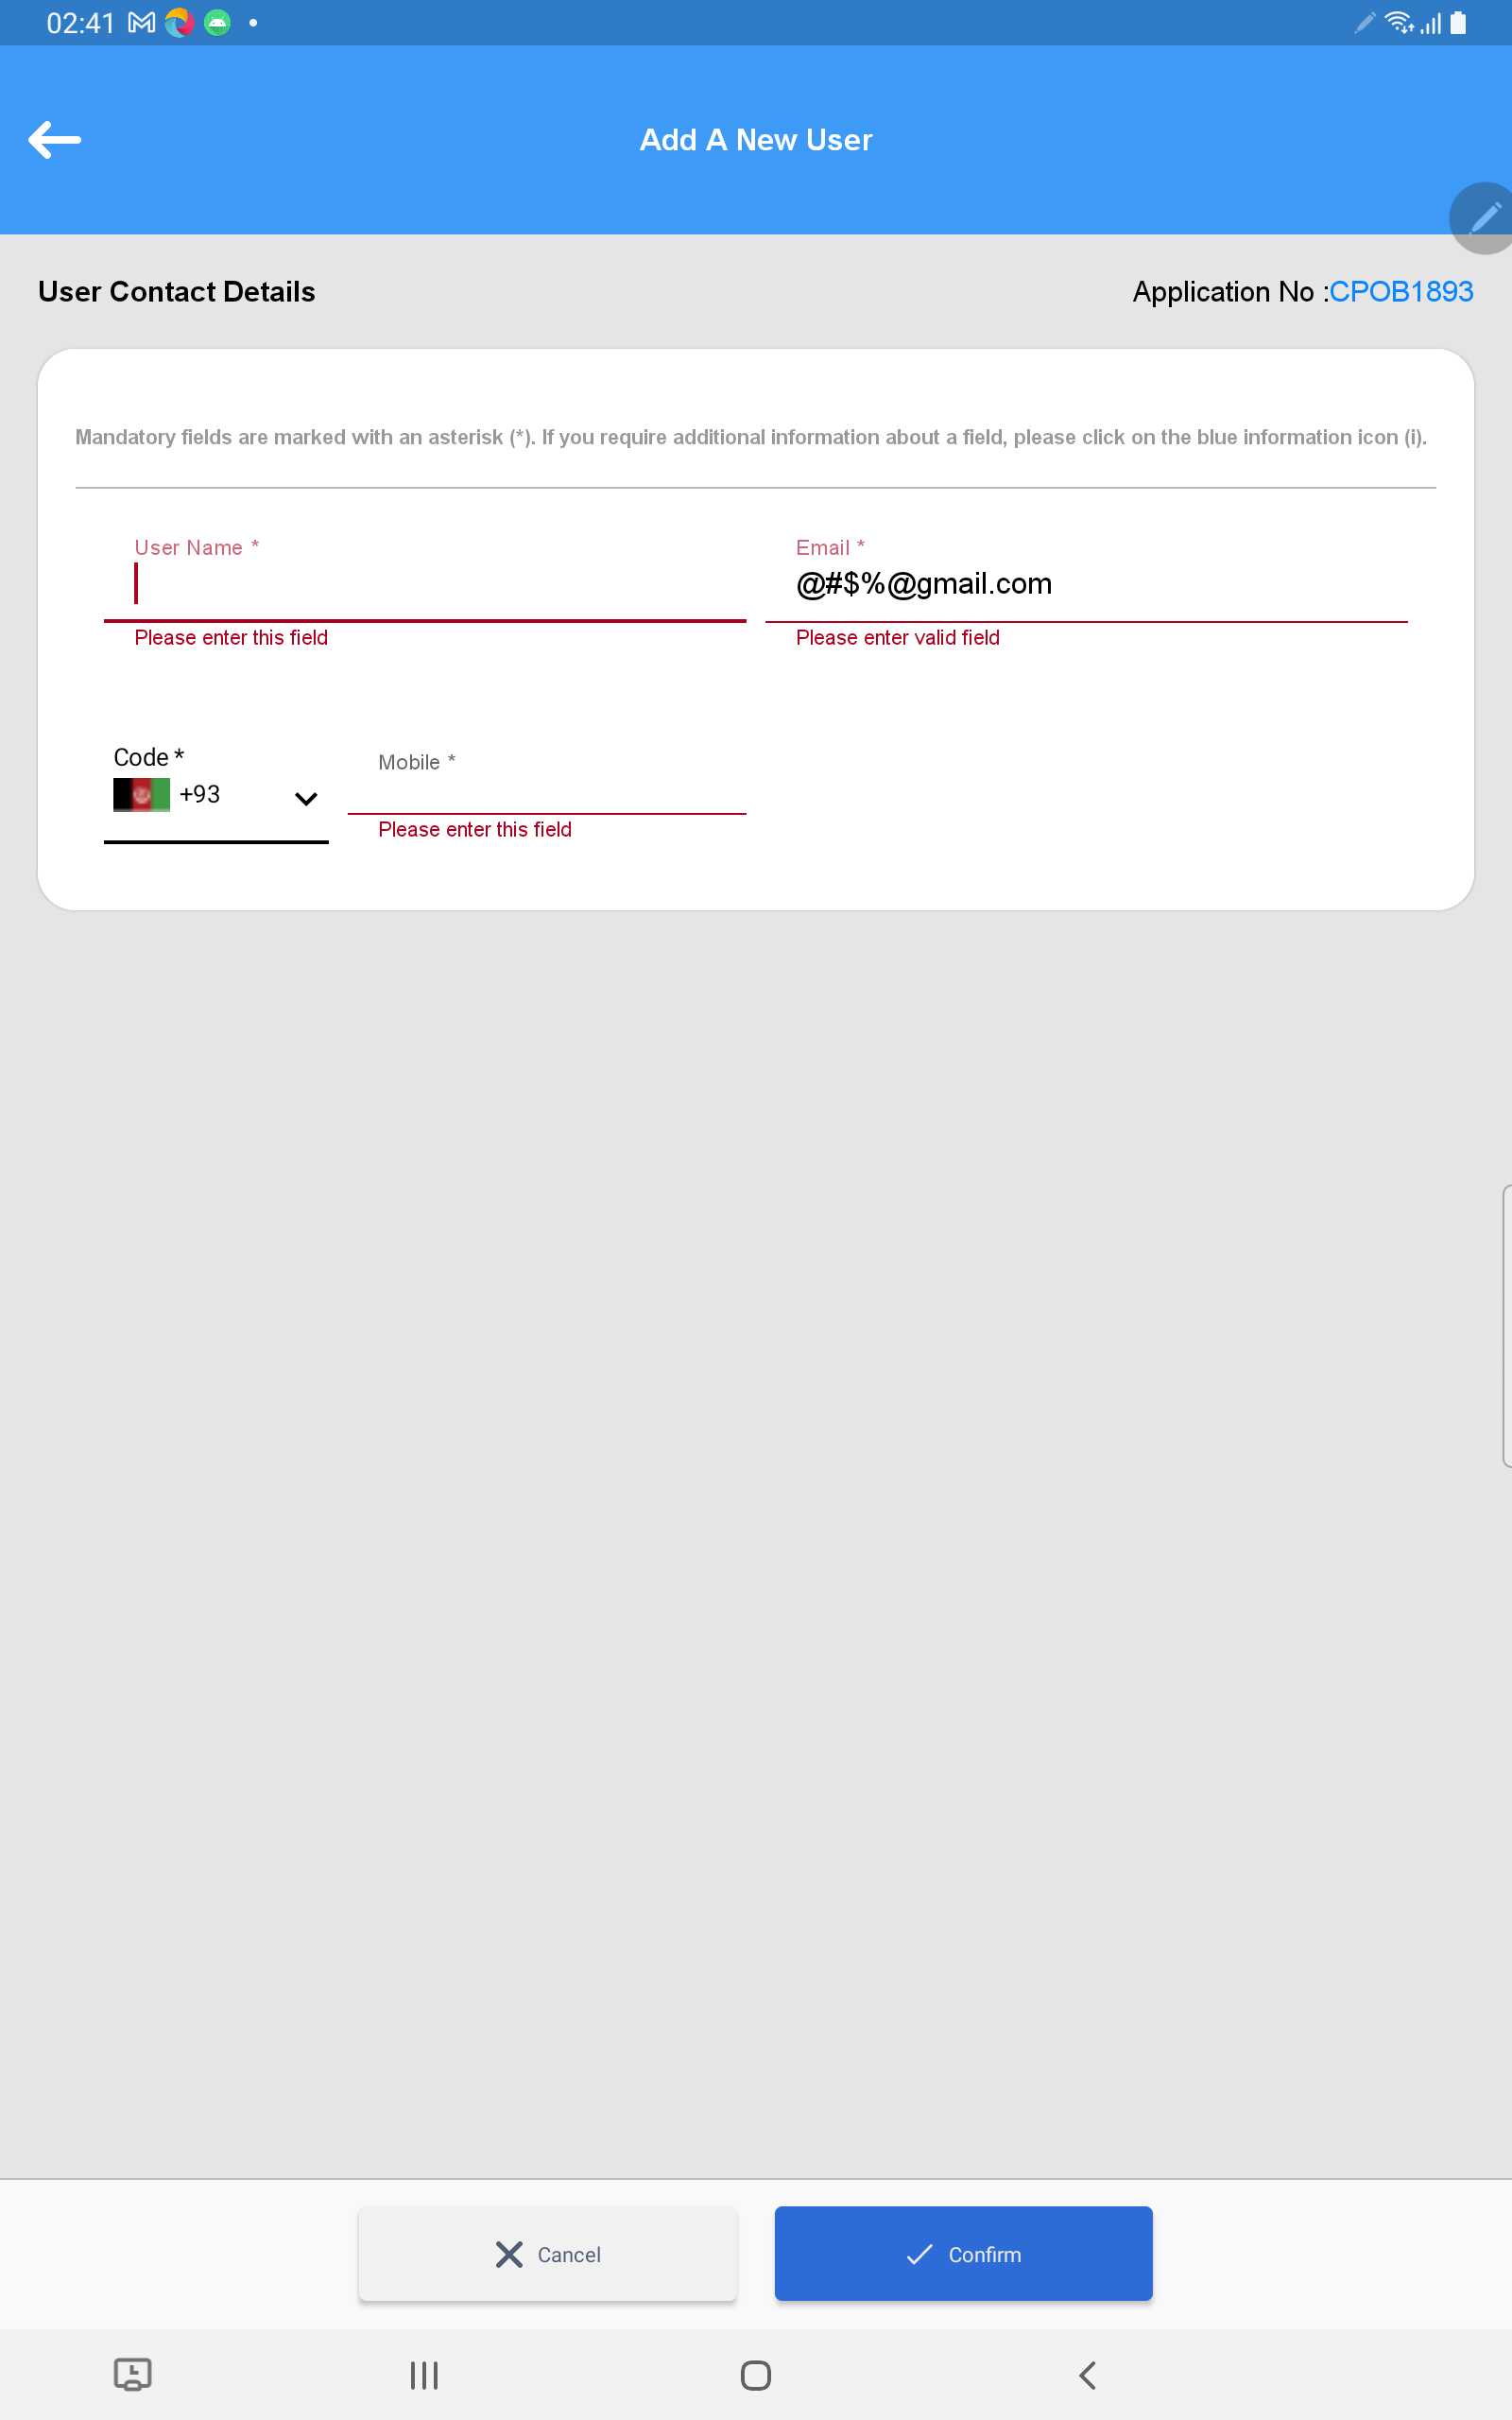 02:41
Add A New User
User Contact Details
Application No :CPOB1893
Mandatory fields are marked with an asterisk (*). If you require additional information about a field, please click on the blue information icon (i).
User Name *
Email *
@#$%@gmail.com
Please enter this field
Please enter valid field
Code *
Mobile *
+93
Please enter this field
Cancel
Confirm